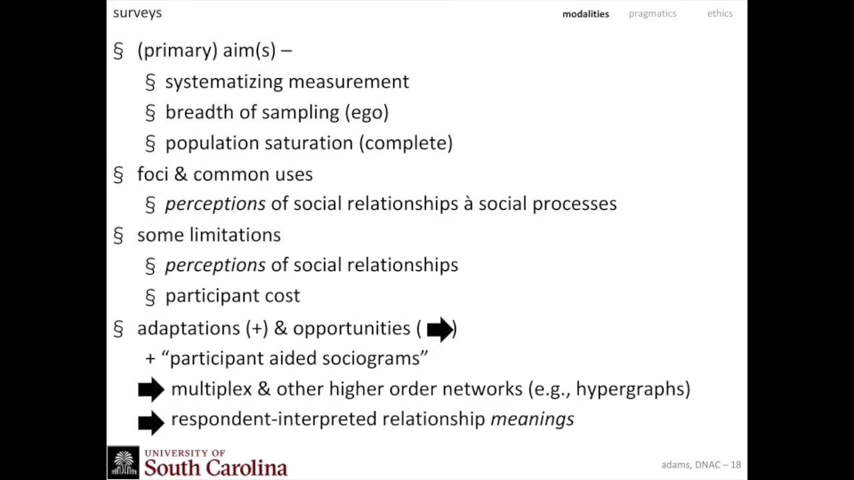 surveys
modalities pragmatics ethics
§ (primary) aim(s) –
§ systematizing measurement
§ breadth of sampling (ego)
§ population saturation (complete)
§ foci & common uses
§ perceptions of social relationships à social processes
§ some limitations
§ perceptions of social relationships
§ participant cost
§ adaptations (+) & opportunities ( )
+ “participant aided sociograms”
multiplex & other higher order networks (e.g., hypergraphs)
respondent-interpreted relationship meanings
UNIVERSITY OF
South Carolina
adams, DNAC – 18